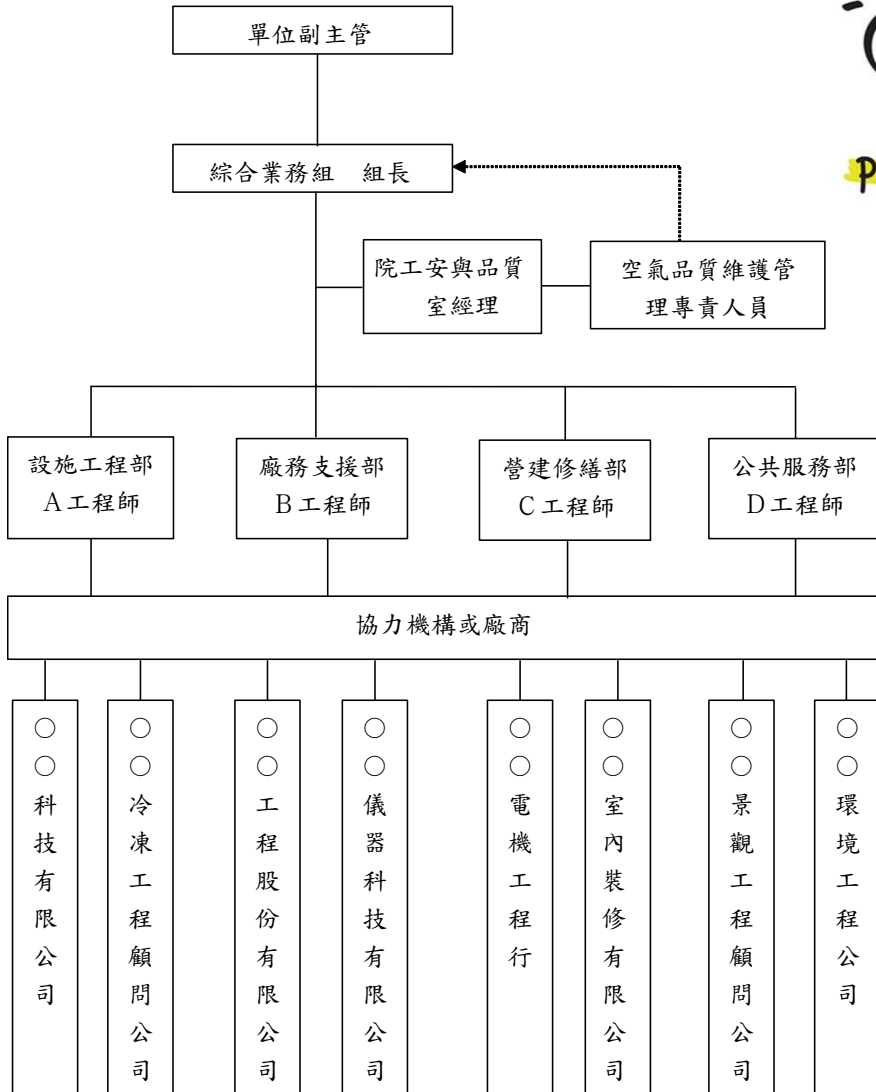 單位副主管
綜合業務組　組長
院工安與品質
室經理
空氣品質維護管
理專責人員
設施工程部
A工程師
廠務支援部
B工程師
營建修繕部
C工程師
公共服務部
D工程師
協力機構或廠商
○○科技有限公司
○○冷凍工程顧問公司
○○工程股份有限公司
○○儀器科技有限公司
○○電機工程行
○○室內裝修有限公司
○○景觀工程顧問公司
○○環境工程公司